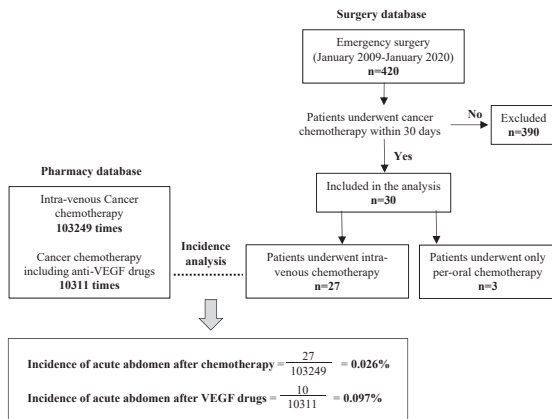 Surgery database
Emergency surgery
(January 2009-January 2020)
n=420
Patients underwent cancer
chemotherapy within 30 days
No
Excluded
n=390
Yes
Included in the analysis
n=30
Pharmacy database
Intra-venous Cancer
chemotherapy
103249 times
Cancer chemotherapy
including anti-VEGF drugs
10311 times
Incidence
analysis
Patients underwent intra-
venous chemotherapy
n=27
Patients underwent only
per-oral chemotherapy
n=3
Incidence of acute abdomen after chemotherapy = 27 / 103249 = 0.026%
Incidence of acute abdomen after VEGF drugs = 10 / 10311 = 0.097%